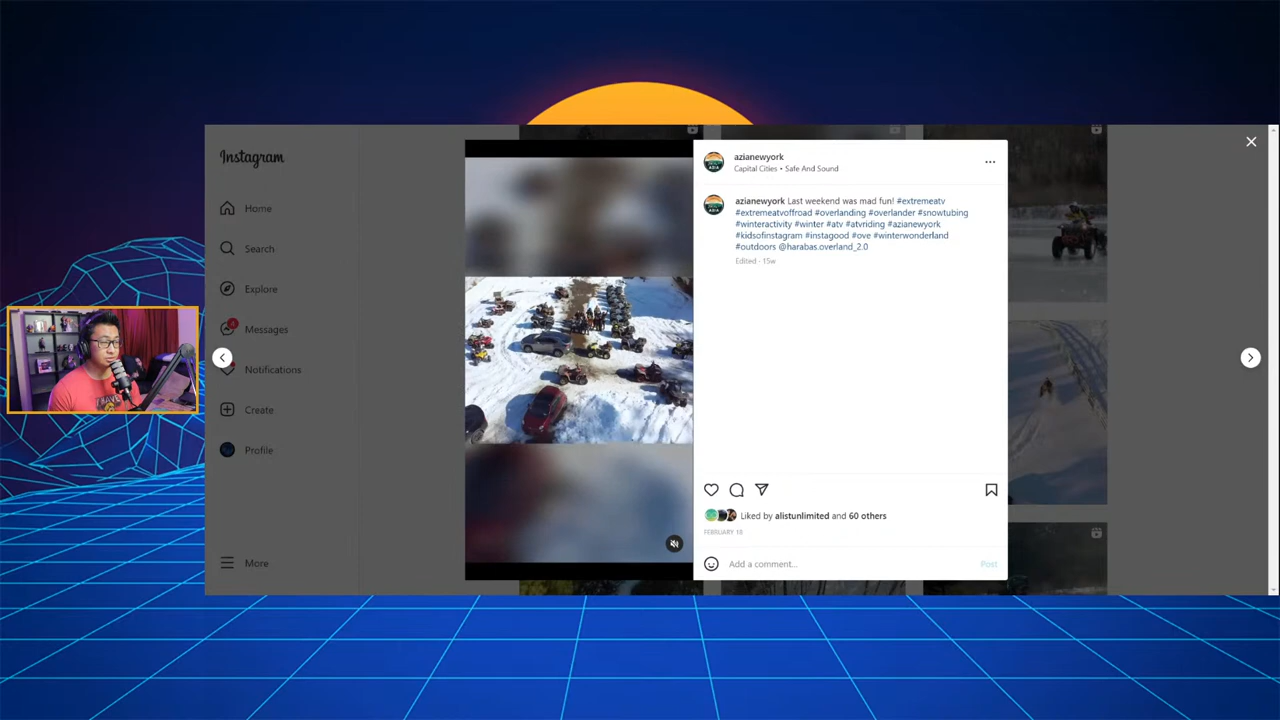 Instagram
Home
Search
Explore
4
Messages
Notifications
Create
Profile
More
azianewyork
Capital Cities • Safe And Sound
azianewyork Last weekend was mad fun! #extremeatv
#extremeatvoffroad #overlanding #overlander #snowtubing
#winteractivity #winter #atv #atvriding #azianewyork
#kidsofinstagram #instagood #ove #winterwonderland
#outdoors @harabas.overland_2.0
Edited · 15w
Liked by alistunlimited and 60 others
FEBRUARY 18
Add a comment...
Post